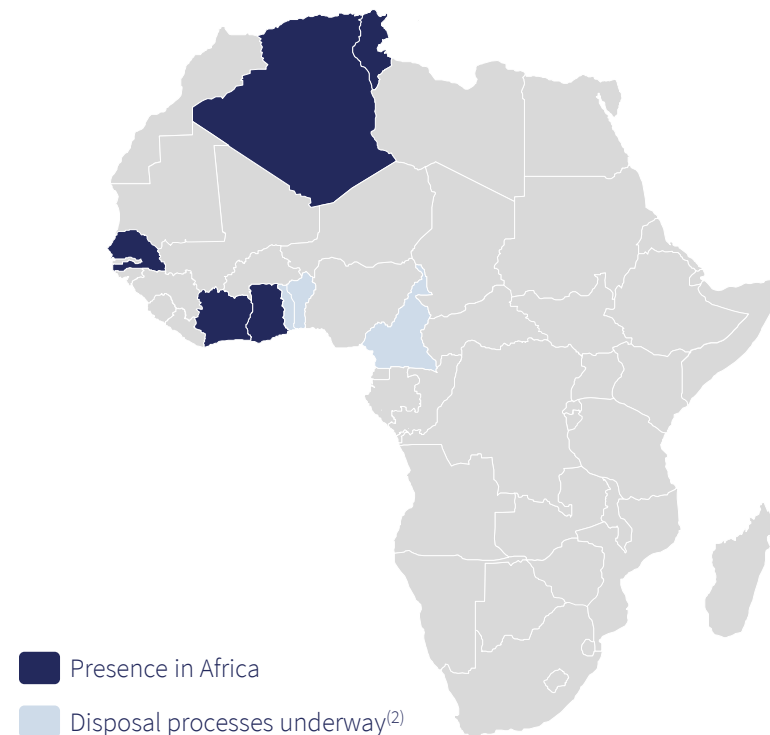 Presence in Africa
Disposal processes underway(2)